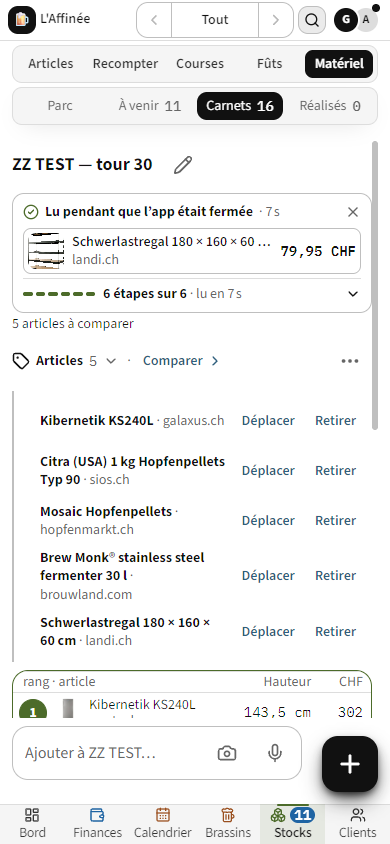 L'Affinée
Tout
G
A
Articles
Recompter
Courses
Fûts
Matériel
Parc
À venir 11
Carnets 16
Réalisés 0
ZZ TEST — tour 30
Lu pendant que l'app était fermée · 7 s
Schwerlastregal 180 × 160 × 60 ...
79,95 CHF
landi.ch
6 étapes sur 6 · lu en 7 s
5 articles à comparer
Articles 5 · Comparer
Kibernetik KS240L · galaxus.ch
Déplacer
Retirer
Citra (USA) 1 kg Hopfenpellets
Typ 90 · sios.ch
Déplacer
Retirer
Mosaic Hopfenpellets ·
hopfenmarkt.ch
Déplacer
Retirer
Brew Monk® stainless steel
fermenter 30 l ·
brouwland.com
Déplacer
Retirer
Schwerlastregal 180 × 160 ×
60 cm · landi.ch
Déplacer
Retirer
rang · article
Hauteur
CHF
1
Kibernetik KS240L
143,5 cm
302
Ajouter à ZZ TEST...
Bord
Finances
Calendrier
Brassins
11
Stocks
Clients